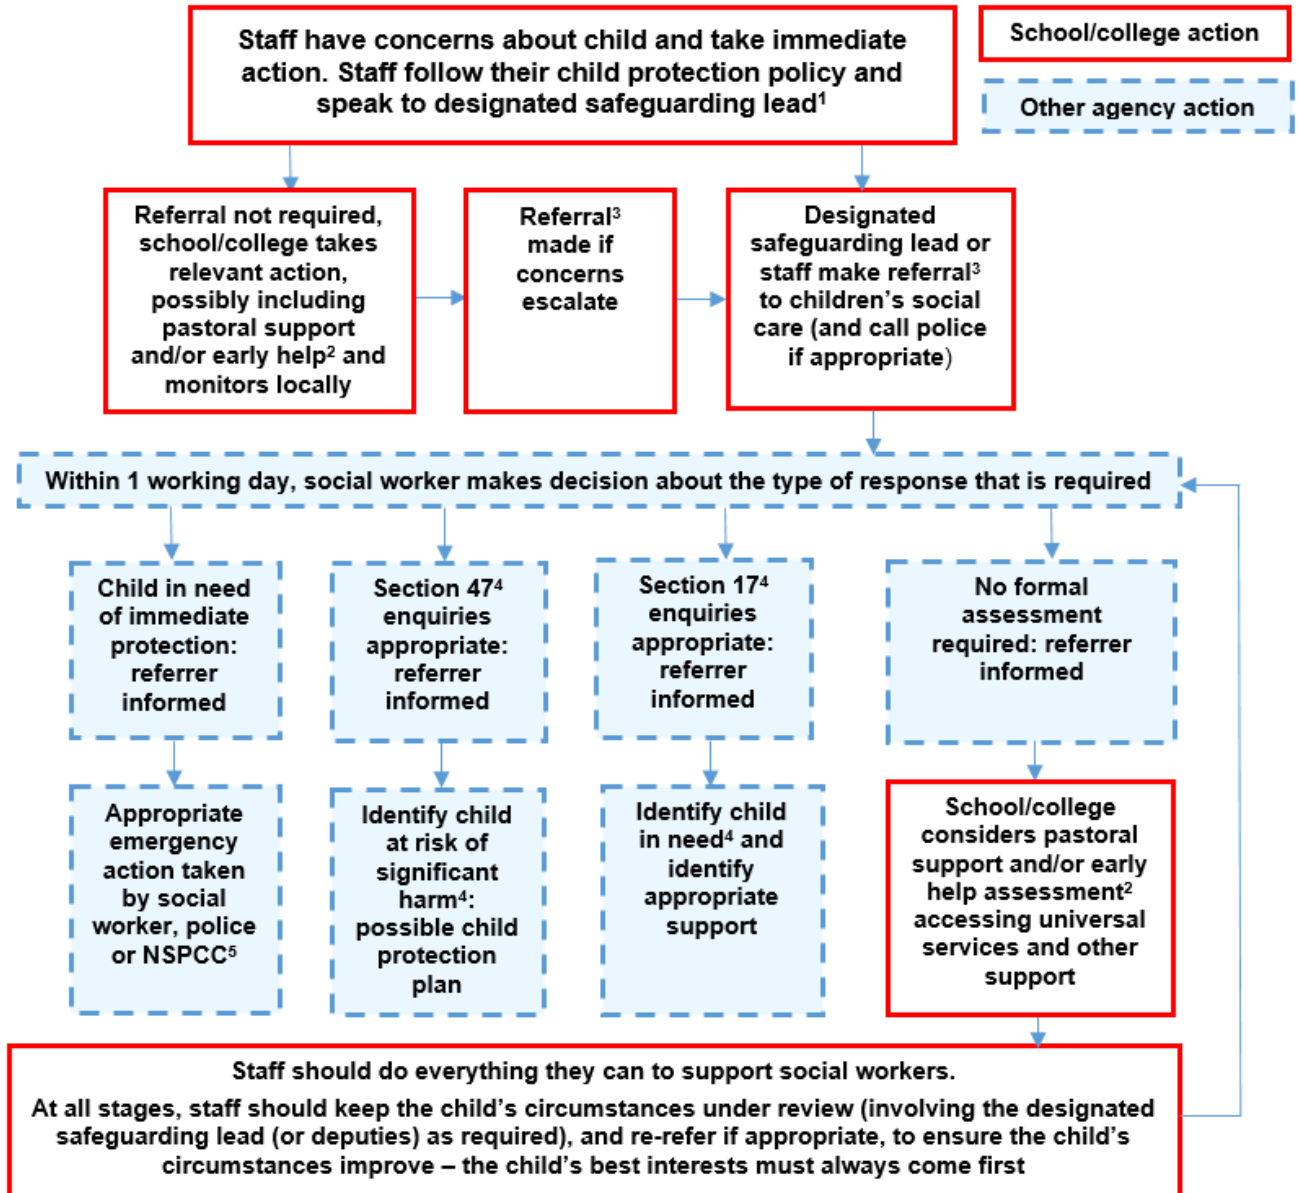 Staff have concerns about child and take immediate
action. Staff follow their child protection policy and
speak to designated safeguarding lead¹
School/college action
Other agency action
Referral not required,
school/college takes
relevant action,
possibly including
pastoral support
and/or early help² and
monitors locally
Referral³
made if
concerns
escalate
Designated
safeguarding lead or
staff make referral³
to children’s social
care (and call police
if appropriate)
Within 1 working day, social worker makes decision about the type of response that is required
Child in need
of immediate
protection:
referrer
informed
Section 47⁴
enquiries
appropriate:
referrer
informed
Section 17⁴
enquiries
appropriate:
referrer
informed
No formal
assessment
required: referrer
informed
Appropriate
emergency
action taken
by social
worker, police
or NSPCC⁵
Identify child
at risk of
significant
harm⁴:
possible child
protection
plan
Identify child
in need⁴ and
identify
appropriate
support
School/college
considers pastoral
support and/or early
help assessment²
accessing universal
services and other
support
Staff should do everything they can to support social workers.
At all stages, staff should keep the child’s circumstances under review (involving the designated
safeguarding lead (or deputies) as required), and re-refer if appropriate, to ensure the child’s
circumstances improve – the child’s best interests must always come first